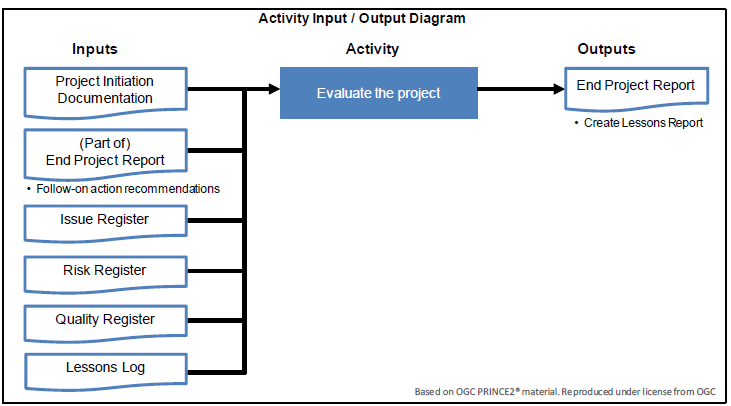 Activity Input / Output Diagram
Inputs
Activity
Outputs
Project Initiation
Documentation
Evaluate the project
End Project Report
• Create Lessons Report
(Part of)
End Project Report
• Follow-on action recommendations
Issue Register
Risk Register
Quality Register
Lessons Log
Based on OGC PRINCE2® material. Reproduced under license from OGC